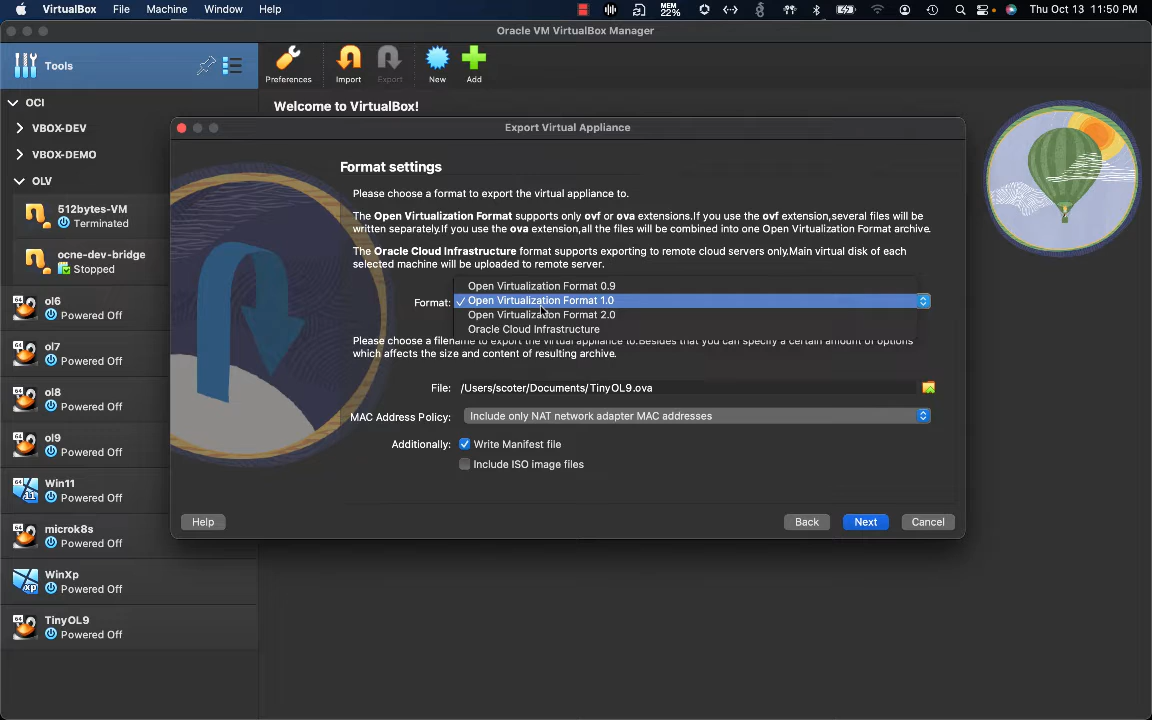 VirtualBox File Machine Window Help
MEM
22%
Thu Oct 13 11:50 PM
Oracle VM VirtualBox Manager
Tools
Preferences Import Export New Add
Welcome to VirtualBox!
OCI
VBOX-DEV
VBOX-DEMO
OLV
512bytes-VM
Terminated
ocne-dev-bridge
Stopped
64
ol6
Powered Off
64
ol7
Powered Off
64
ol8
Powered Off
64
ol9
Powered Off
64
11
Win11
Powered Off
64
microk8s
Powered Off
64
XP
WinXp
Powered Off
64
TinyOL9
Powered Off
Export Virtual Appliance
Format settings
Please choose a format to export the virtual appliance to.
The Open Virtualization Format supports only ovf or ova extensions.If you use the ovf extension,several files will be
written separately.If you use the ova extension,all the files will be combined into one Open Virtualization Format archive.
The Oracle Cloud Infrastructure format supports exporting to remote cloud servers only.Main virtual disk of each
selected machine will be uploaded to remote server.
Format:
Open Virtualization Format 0.9
✓ Open Virtualization Format 1.0
Open Virtualization Format 2.0
Oracle Cloud Infrastructure
Please choose a filename to export the virtual appliance to.Besides that you can specify a certain amount of options
which affects the size and content of resulting archive.
File: /Users/scoter/Documents/TinyOL9.ova
MAC Address Policy: Include only NAT network adapter MAC addresses
Additionally: Write Manifest file
Include ISO image files
Help Back Next Cancel